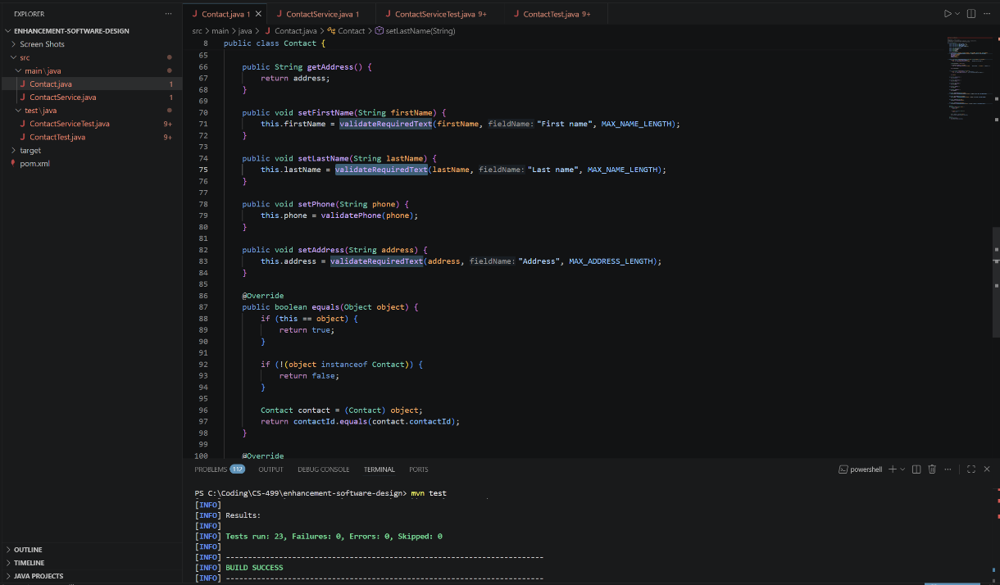 EXPLORER
ENHANCEMENT-SOFTWARE-DESIGN
Screen Shots
src
main\java
Contact.java 1
ContactService.java 1
test\java
ContactServiceTest.java 9+
ContactTest.java 9+
target
pom.xml
OUTLINE
TIMELINE
JAVA PROJECTS
Contact.java 1 ContactService.java 1 ContactServiceTest.java 9+ ContactTest.java 9+
src > main > java > Contact.java > Contact > setLastName(String)
8 public class Contact {
65
66 public String getAddress() {
67 return address;
68 }
69
70 public void setFirstName(String firstName) {
71 this.firstName = validateRequiredText(firstName, fieldName: "First name", MAX_NAME_LENGTH);
72 }
73
74 public void setLastName(String lastName) {
75 this.lastName = validateRequiredText(lastName, fieldName: "Last name", MAX_NAME_LENGTH);
76 }
77
78 public void setPhone(String phone) {
79 this.phone = validatePhone(phone);
80 }
81
82 public void setAddress(String address) {
83 this.address = validateRequiredText(address, fieldName: "Address", MAX_ADDRESS_LENGTH);
84 }
85
86 @Override
87 public boolean equals(Object object) {
88 if (this == object) {
89 return true;
90 }
91
92 if (!(object instanceof Contact)) {
93 return false;
94 }
95
96 Contact contact = (Contact) object;
97 return contactId.equals(contact.contactId);
98 }
99
100 @Override
PROBLEMS 112 OUTPUT DEBUG CONSOLE TERMINAL PORTS powershell
PS C:\Coding\CS-499\enhancement-software-design> mvn test
[INFO]
[INFO] Results:
[INFO]
[INFO] Tests run: 23, Failures: 0, Errors: 0, Skipped: 0
[INFO]
[INFO] ------------------------------------------------------------------------
[INFO] BUILD SUCCESS
[INFO] ------------------------------------------------------------------------